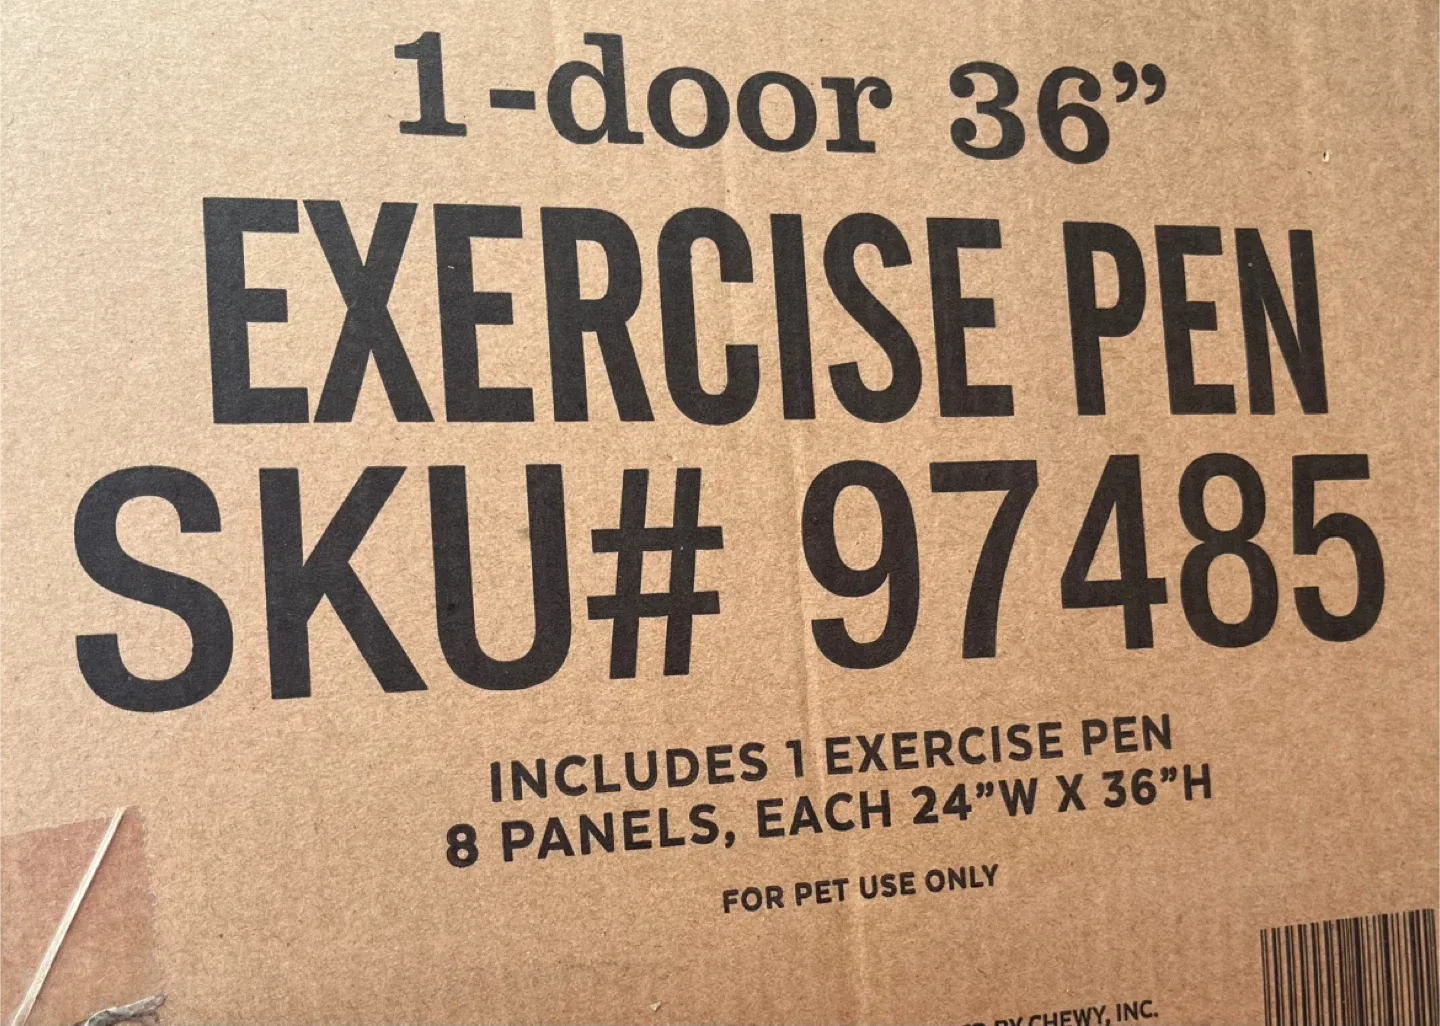 1-door 36”
EXERCISE PEN
SKU# 97485
INCLUDES 1 EXERCISE PEN
8 PANELS, EACH 24”W X 36”H
FOR PET USE ONLY
BY CHEWY, INC.